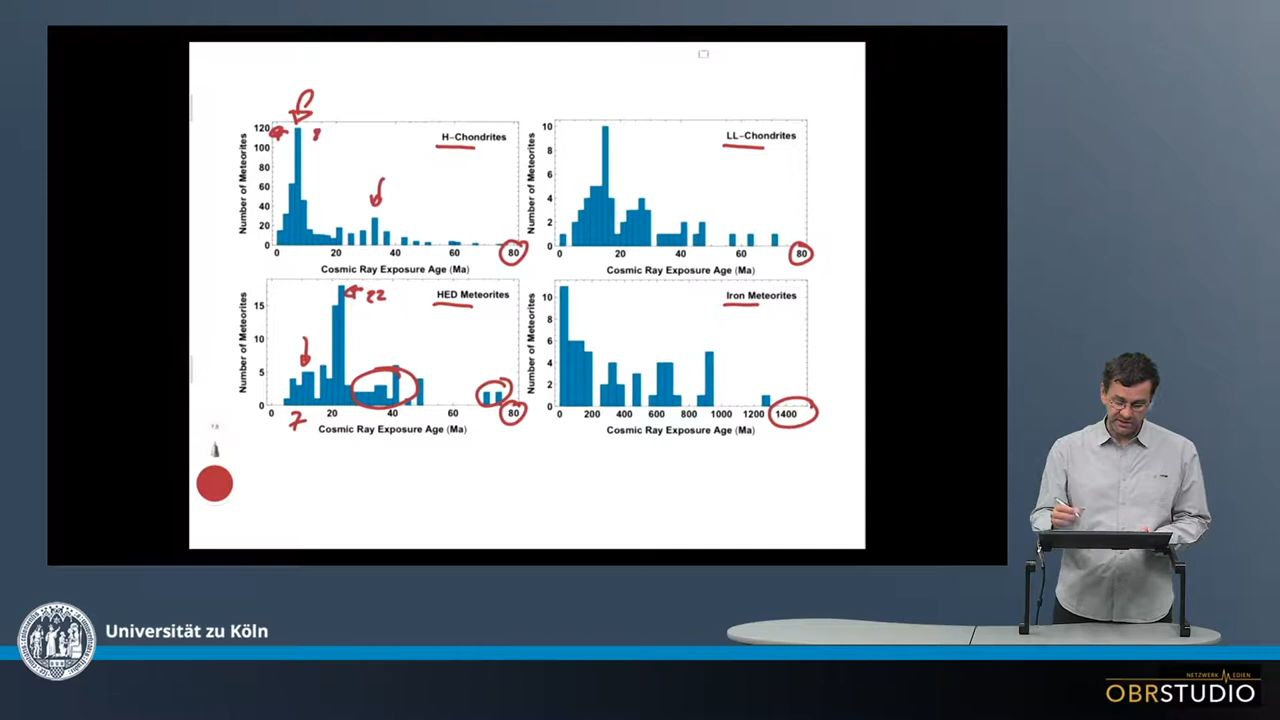 H-Chondrites
Number of Meteorites
120
100
80
60
40
20
0
0 20 40 60 80
Cosmic Ray Exposure Age (Ma)
LL-Chondrites
Number of Meteorites
10
8
6
4
2
0
0 20 40 60 80
Cosmic Ray Exposure Age (Ma)
HED Meteorites
22
Number of Meteorites
15
10
5
0
0 20 40 60 80
7
Cosmic Ray Exposure Age (Ma)
Iron Meteorites
Number of Meteorites
10
8
6
4
2
0
0 200 400 600 800 1000 1200 1400
Cosmic Ray Exposure Age (Ma)
Universität zu Köln
NETZWERK MEDIEN
OBRSTUDIO